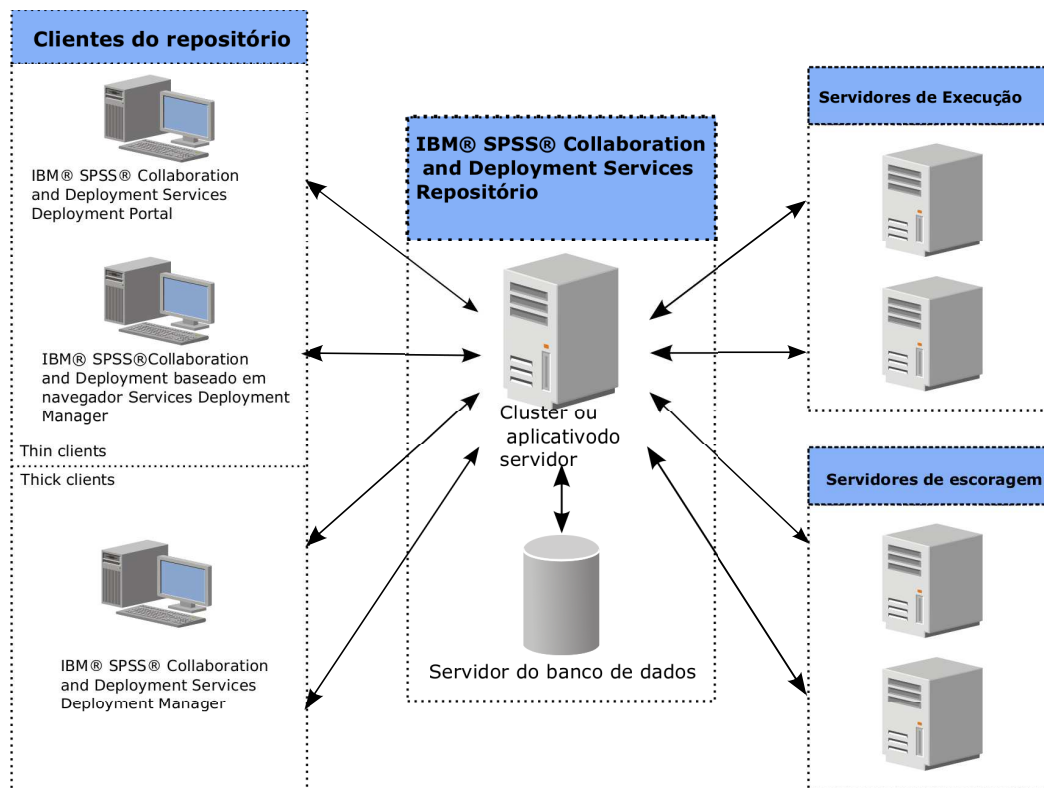 Clientes do repositório
IBM® SPSS® Collaboration
and Deployment Services
Deployment Portal
IBM® SPSS®Collaboration
and Deployment baseado em
navegador Services Deployment
Manager
Thin clients
Thick clients
IBM® SPSS® Collaboration
and Deployment Services
Deployment Manager
IBM® SPSS® Collaboration
and Deployment Services
Repositório
Cluster ou
aplicativodo
servidor
Servidor do banco de dados
Servidores de Execução
Servidores de escoragem